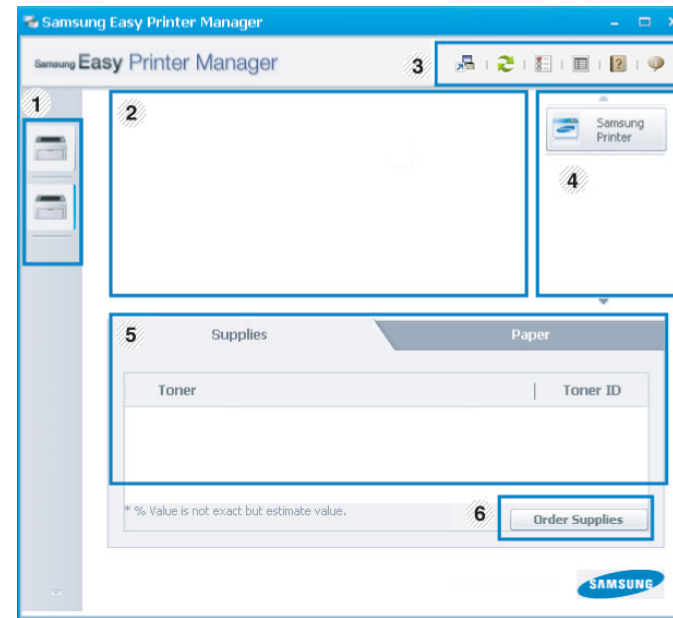 Samsung Easy Printer Manager
Samsung Easy Printer Manager
3
1
2
Samsung
Printer
4
5
Supplies
Paper
Toner
Toner ID
* % Value is not exact but estimate value.
6
Order Supplies
SAMSUNG